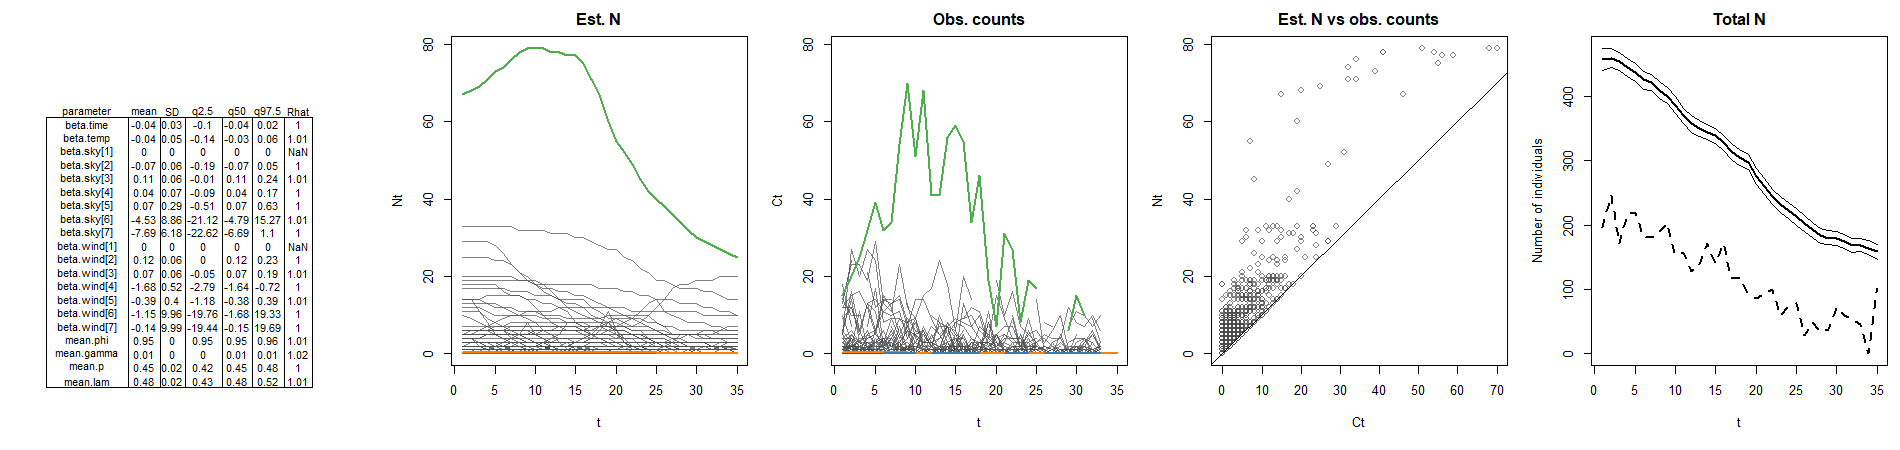 parameter mean SD q2.5 q50 q97.5 Rhat
beta.time -0.04 0.03 -0.1 -0.04 0.02 1
beta.temp -0.04 0.05 -0.14 -0.03 0.06 1.01
beta.sky[1] 0 0 0 0 0 NaN
beta.sky[2] -0.07 0.06 -0.19 -0.07 0.05 1
beta.sky[3] 0.11 0.06 -0.01 0.11 0.24 1.01
beta.sky[4] 0.04 0.07 -0.09 0.04 0.17 1
beta.sky[5] 0.07 0.29 -0.51 0.07 0.63 1
beta.sky[6] -4.53 8.86 -21.12 -4.79 15.27 1.01
beta.sky[7] -7.69 6.18 -22.62 -6.69 1.1 1
beta.wind[1] 0 0 0 0 0 NaN
beta.wind[2] 0.12 0.06 0 0.12 0.23 1
beta.wind[3] 0.07 0.06 -0.05 0.07 0.19 1.01
beta.wind[4] -1.68 0.52 -2.79 -1.64 -0.72 1
beta.wind[5] -0.39 0.4 -1.18 -0.38 0.39 1.01
beta.wind[6] -1.15 9.96 -19.76 -1.68 19.33 1.01
beta.wind[7] -0.14 9.99 -19.44 -0.15 19.69 1.01
mean.phi 0.95 0 0.95 0.95 0.96 1.01
mean.gamma 0.01 0 0 0.01 0.01 1.02
mean.p 0.45 0.02 0.42 0.45 0.48 1
mean.lam 0.48 0.02 0.43 0.48 0.52 1.01
Est. N
Nt
80
60
40
20
0
0 5 10 15 20 25 30 35
t
Obs. counts
Ct
80
60
40
20
0
0 5 10 15 20 25 30 35
t
Est. N vs obs. counts
Nt
80
60
40
20
0
0 10 20 30 40 50 60 70
Ct
Total N
Number of individuals
400
300
200
100
0
0 5 10 15 20 25 30 35
t